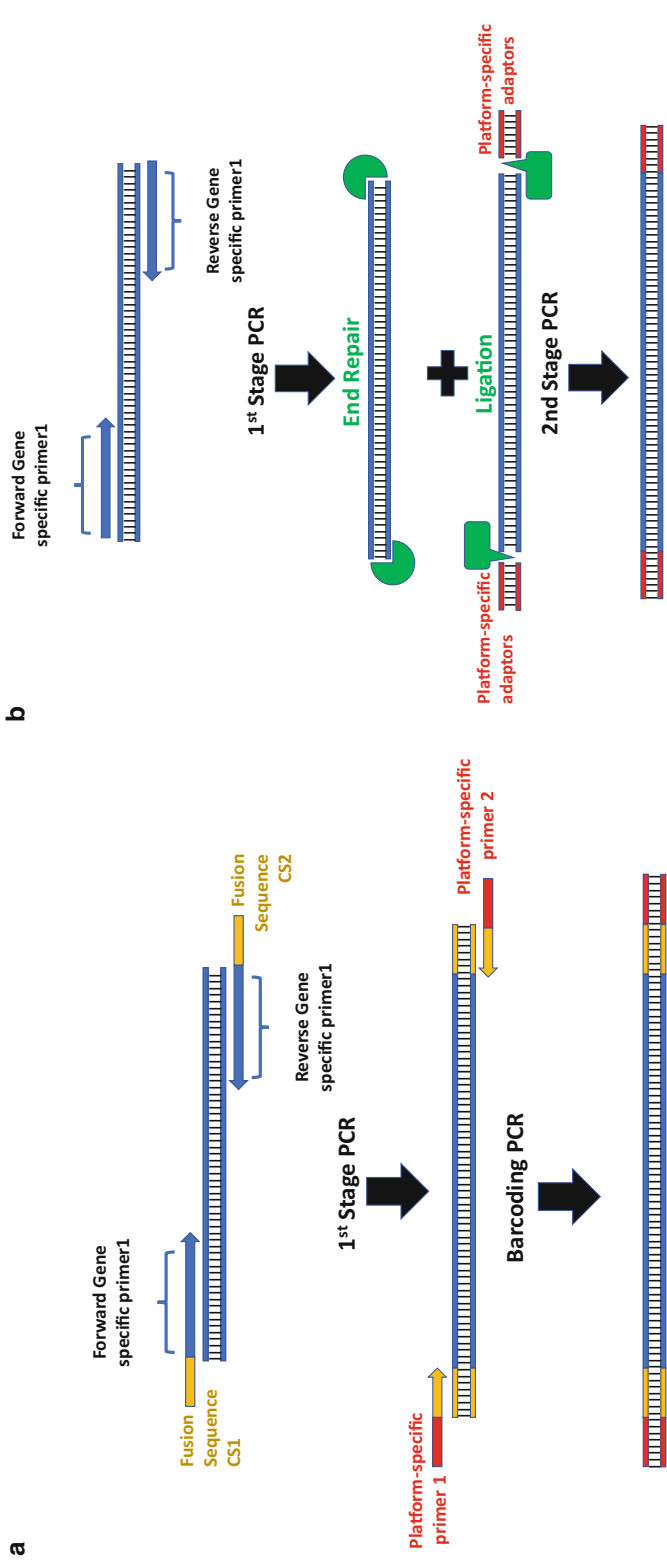 a
Forward Gene
specific primer1
Fusion
Sequence
CS1
Fusion
Sequence
CS2
Reverse Gene
specific primer1
1st Stage PCR
Platform-specific
primer 1
Platform-specific
primer 2
Barcoding PCR
b
Forward Gene
specific primer1
Reverse Gene
specific primer1
1st Stage PCR
End Repair
Ligation
Platform-specific
adaptors
Platform-specific
adaptors
2nd Stage PCR